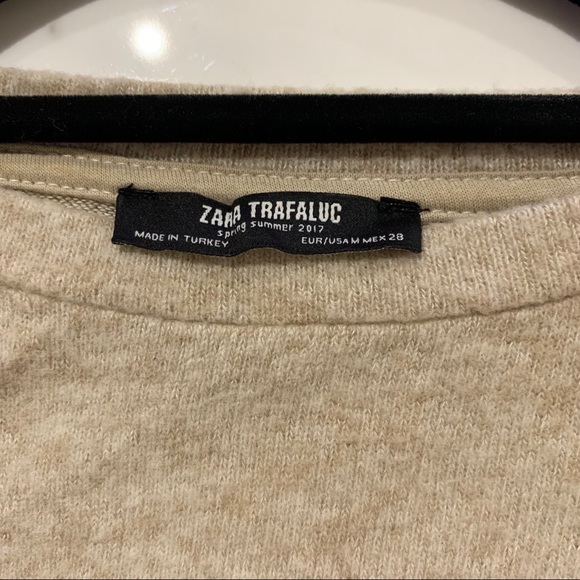 ZARA TRAFALUC
spring summer 2017
MADE IN TURKEY EUR/USA M MEX 28